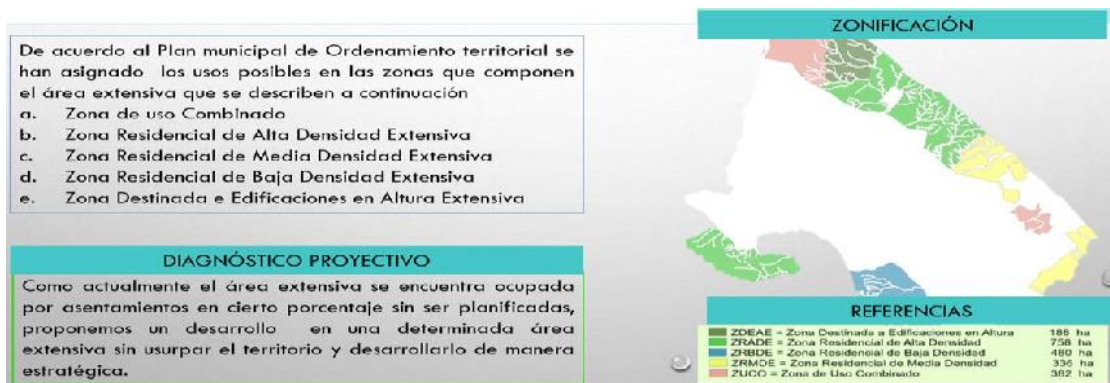 ZONIFICACIÓN
De acuerdo al Plan municipal de Ordenamiento territorial se
han asignado los usos posibles en las zonas que componen
el área extensiva que se describen a continuación
a. Zona de uso Combinado
b. Zona Residencial de Alta Densidad Extensiva
c. Zona Residencial de Media Densidad Extensiva
d. Zona Residencial de Baja Densidad Extensiva
e. Zona Destinada e Edificaciones en Altura Extensiva
DIAGNÓSTICO PROYECTIVO
Como actualmente el área extensiva se encuentra ocupada
por asentamientos en cierto porcentaje sin ser planificadas,
proponemos un desarrollo en una determinada área
extensiva sin usurpar el territorio y desarrollarlo de manera
estratégica.
REFERENCIAS
ZDEAE = Zona Destinada a Edificaciones en Altura 186 ha
ZRADE = Zona Residencial de Alta Densidad 758 ha
ZRBDE = Zona Residencial de Baja Densidad 480 ha
ZRMDE = Zona Residencial de Media Densidad 336 ha
ZUCO = Zona de Uso Combinado 382 ha